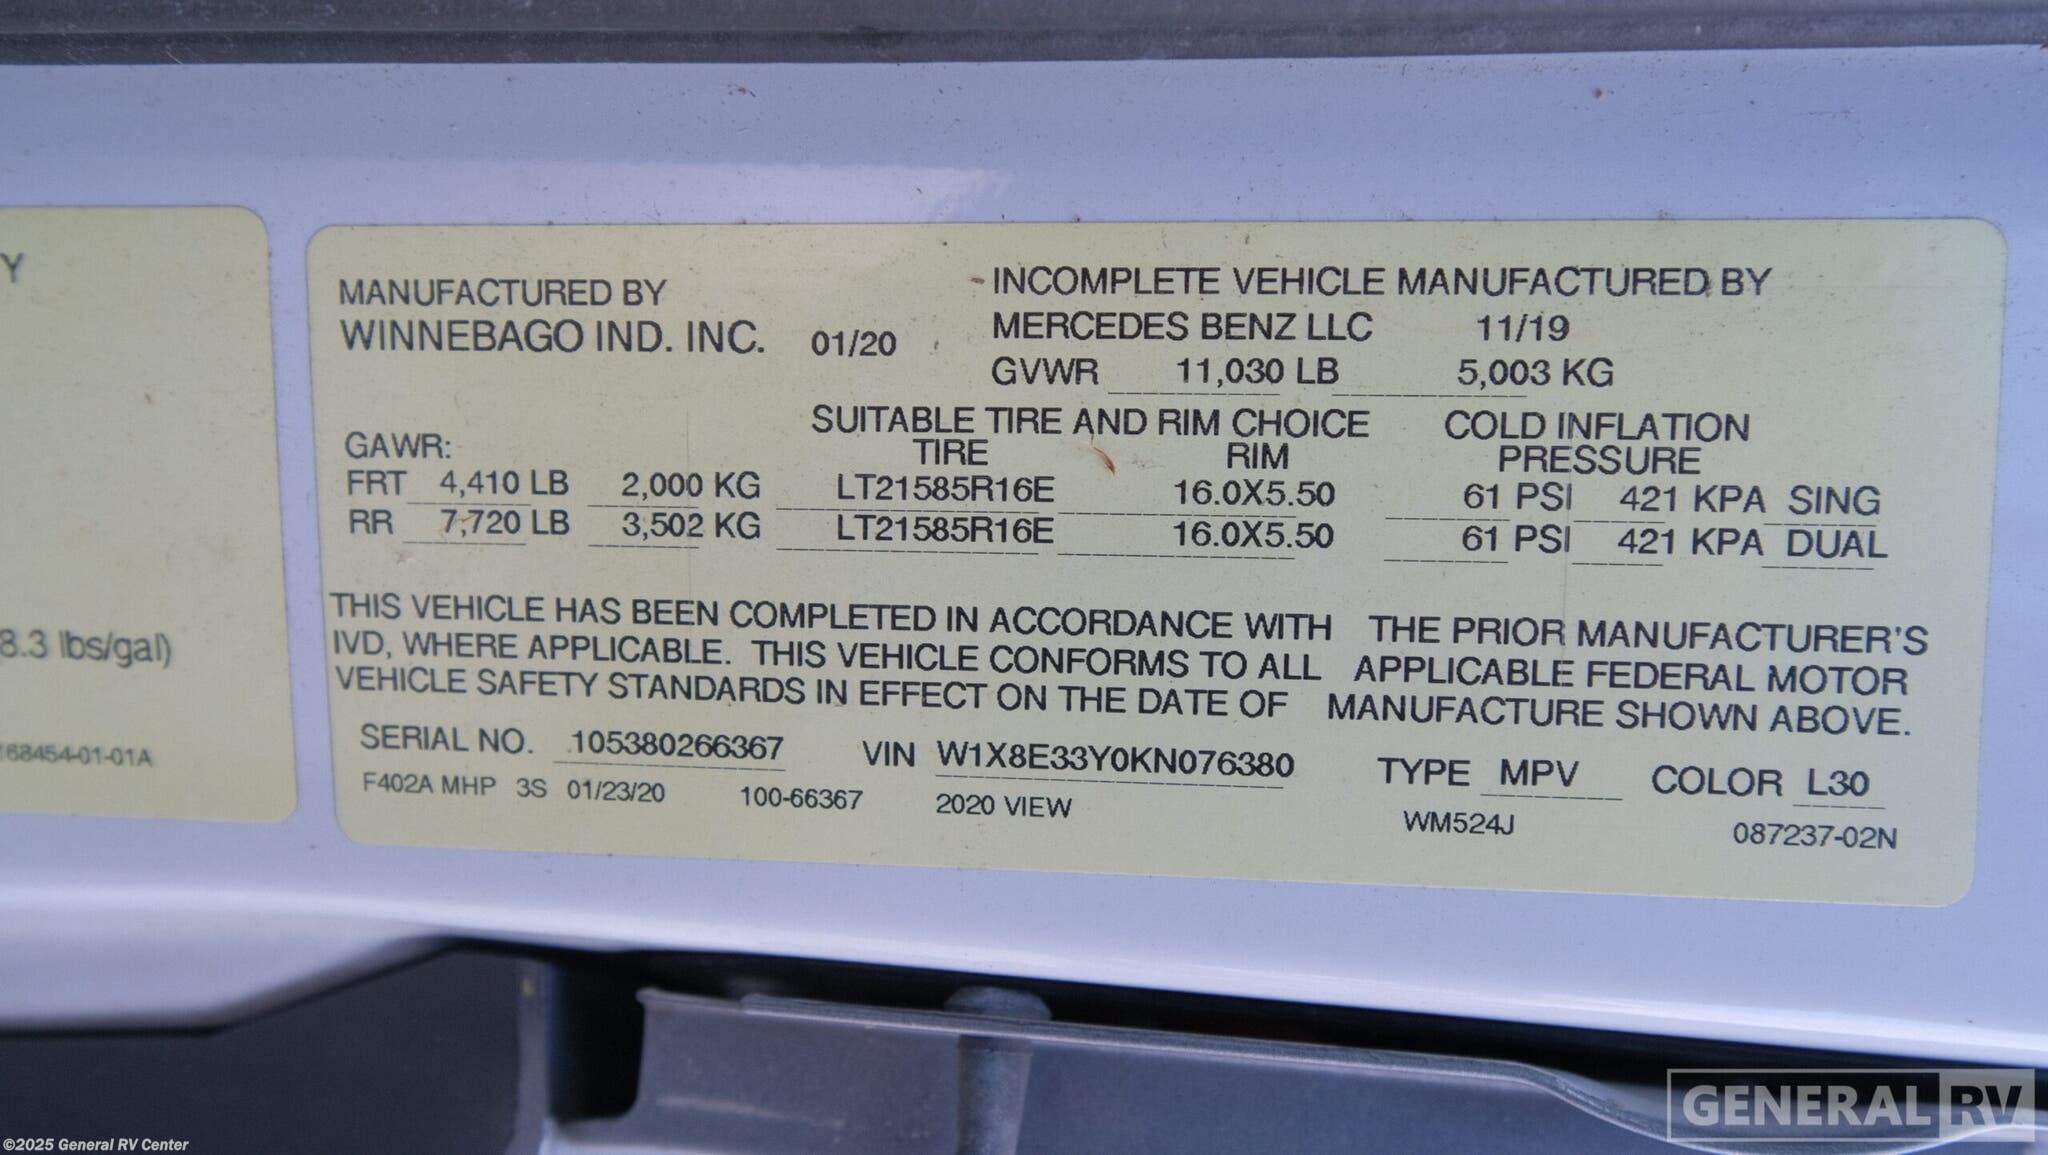 Y
8.3 lbs/gal)
168454-01-01A
MANUFACTURED BY
WINNEBAGO IND. INC. 01/20
INCOMPLETE VEHICLE MANUFACTURED BY
MERCEDES BENZ LLC 11/19
GVWR 11,030 LB 5,003 KG
SUITABLE TIRE AND RIM CHOICE COLD INFLATION
GAWR: TIRE RIM PRESSURE
FRT 4,410 LB 2,000 KG LT21585R16E 16.0X5.50 61 PSI 421 KPA SING
RR 7,720 LB 3,502 KG LT21585R16E 16.0X5.50 61 PSI 421 KPA DUAL
THIS VEHICLE HAS BEEN COMPLETED IN ACCORDANCE WITH THE PRIOR MANUFACTURER'S
IVD, WHERE APPLICABLE. THIS VEHICLE CONFORMS TO ALL APPLICABLE FEDERAL MOTOR
VEHICLE SAFETY STANDARDS IN EFFECT ON THE DATE OF MANUFACTURE SHOWN ABOVE.
SERIAL NO. 105380266367 VIN W1X8E33Y0KN076380 TYPE MPV COLOR L30
F402A MHP 3S 01/23/20 100-66367 2020 VIEW WM524J 087237-02N
GENERAL RV
©2025 General RV Center